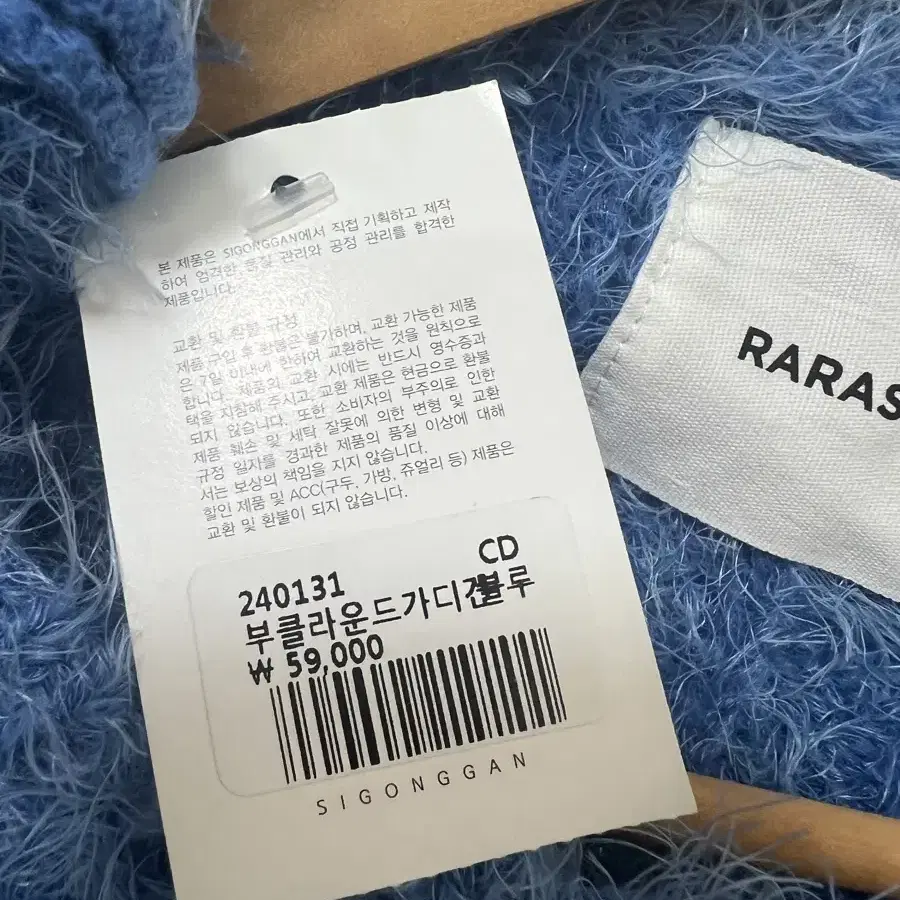 본 제품은 SIGONGGAN에서 직접 기획하고 제작
하여 엄격한 품질 관리와 공정 관리를 합격한
제품입니다.
교환 및 환불 규정
제품 구입 후 환불은 불가하며, 교환 가능한 제품
은 7일 이내에 한하여 교환하는 것을 원칙으로
합니다. 제품의 교환 시에는 반드시 영수증과
택을 지참해 주시고, 교환 제품은 현금으로 환불
되지 않습니다. 또한 소비자의 부주의로 인한
제품 훼손 및 세탁 잘못에 의한 변형 및 교환
규정 일자를 경과한 제품의 품질 이상에 대해
서는 보상의 책임을 지지 않습니다.
할인 제품 및 ACC(구두, 가방, 쥬얼리 등) 제품은
교환 및 환불이 되지 않습니다.
240131 CD
부클라운드가디건블루
₩ 59,000
SIGONGGAN
RARAS